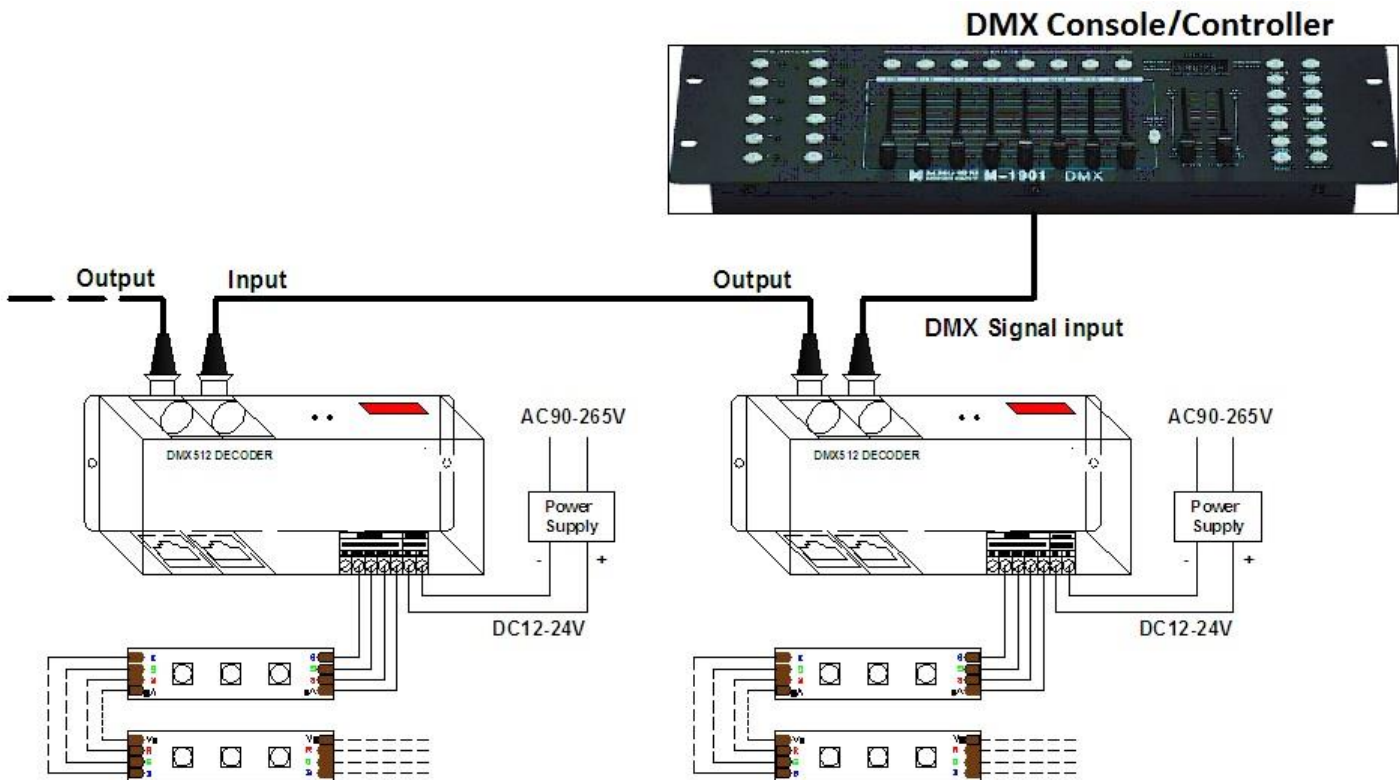 DMX Console/Controller
M-1901 DMX
Output
Input
Output
DMX Signal input
AC90-265V
AC90-265V
DMX512 DECODER
DMX512 DECODER
Power
Supply
Power
Supply
-
+
-
+
DC12-24V
DC12-24V